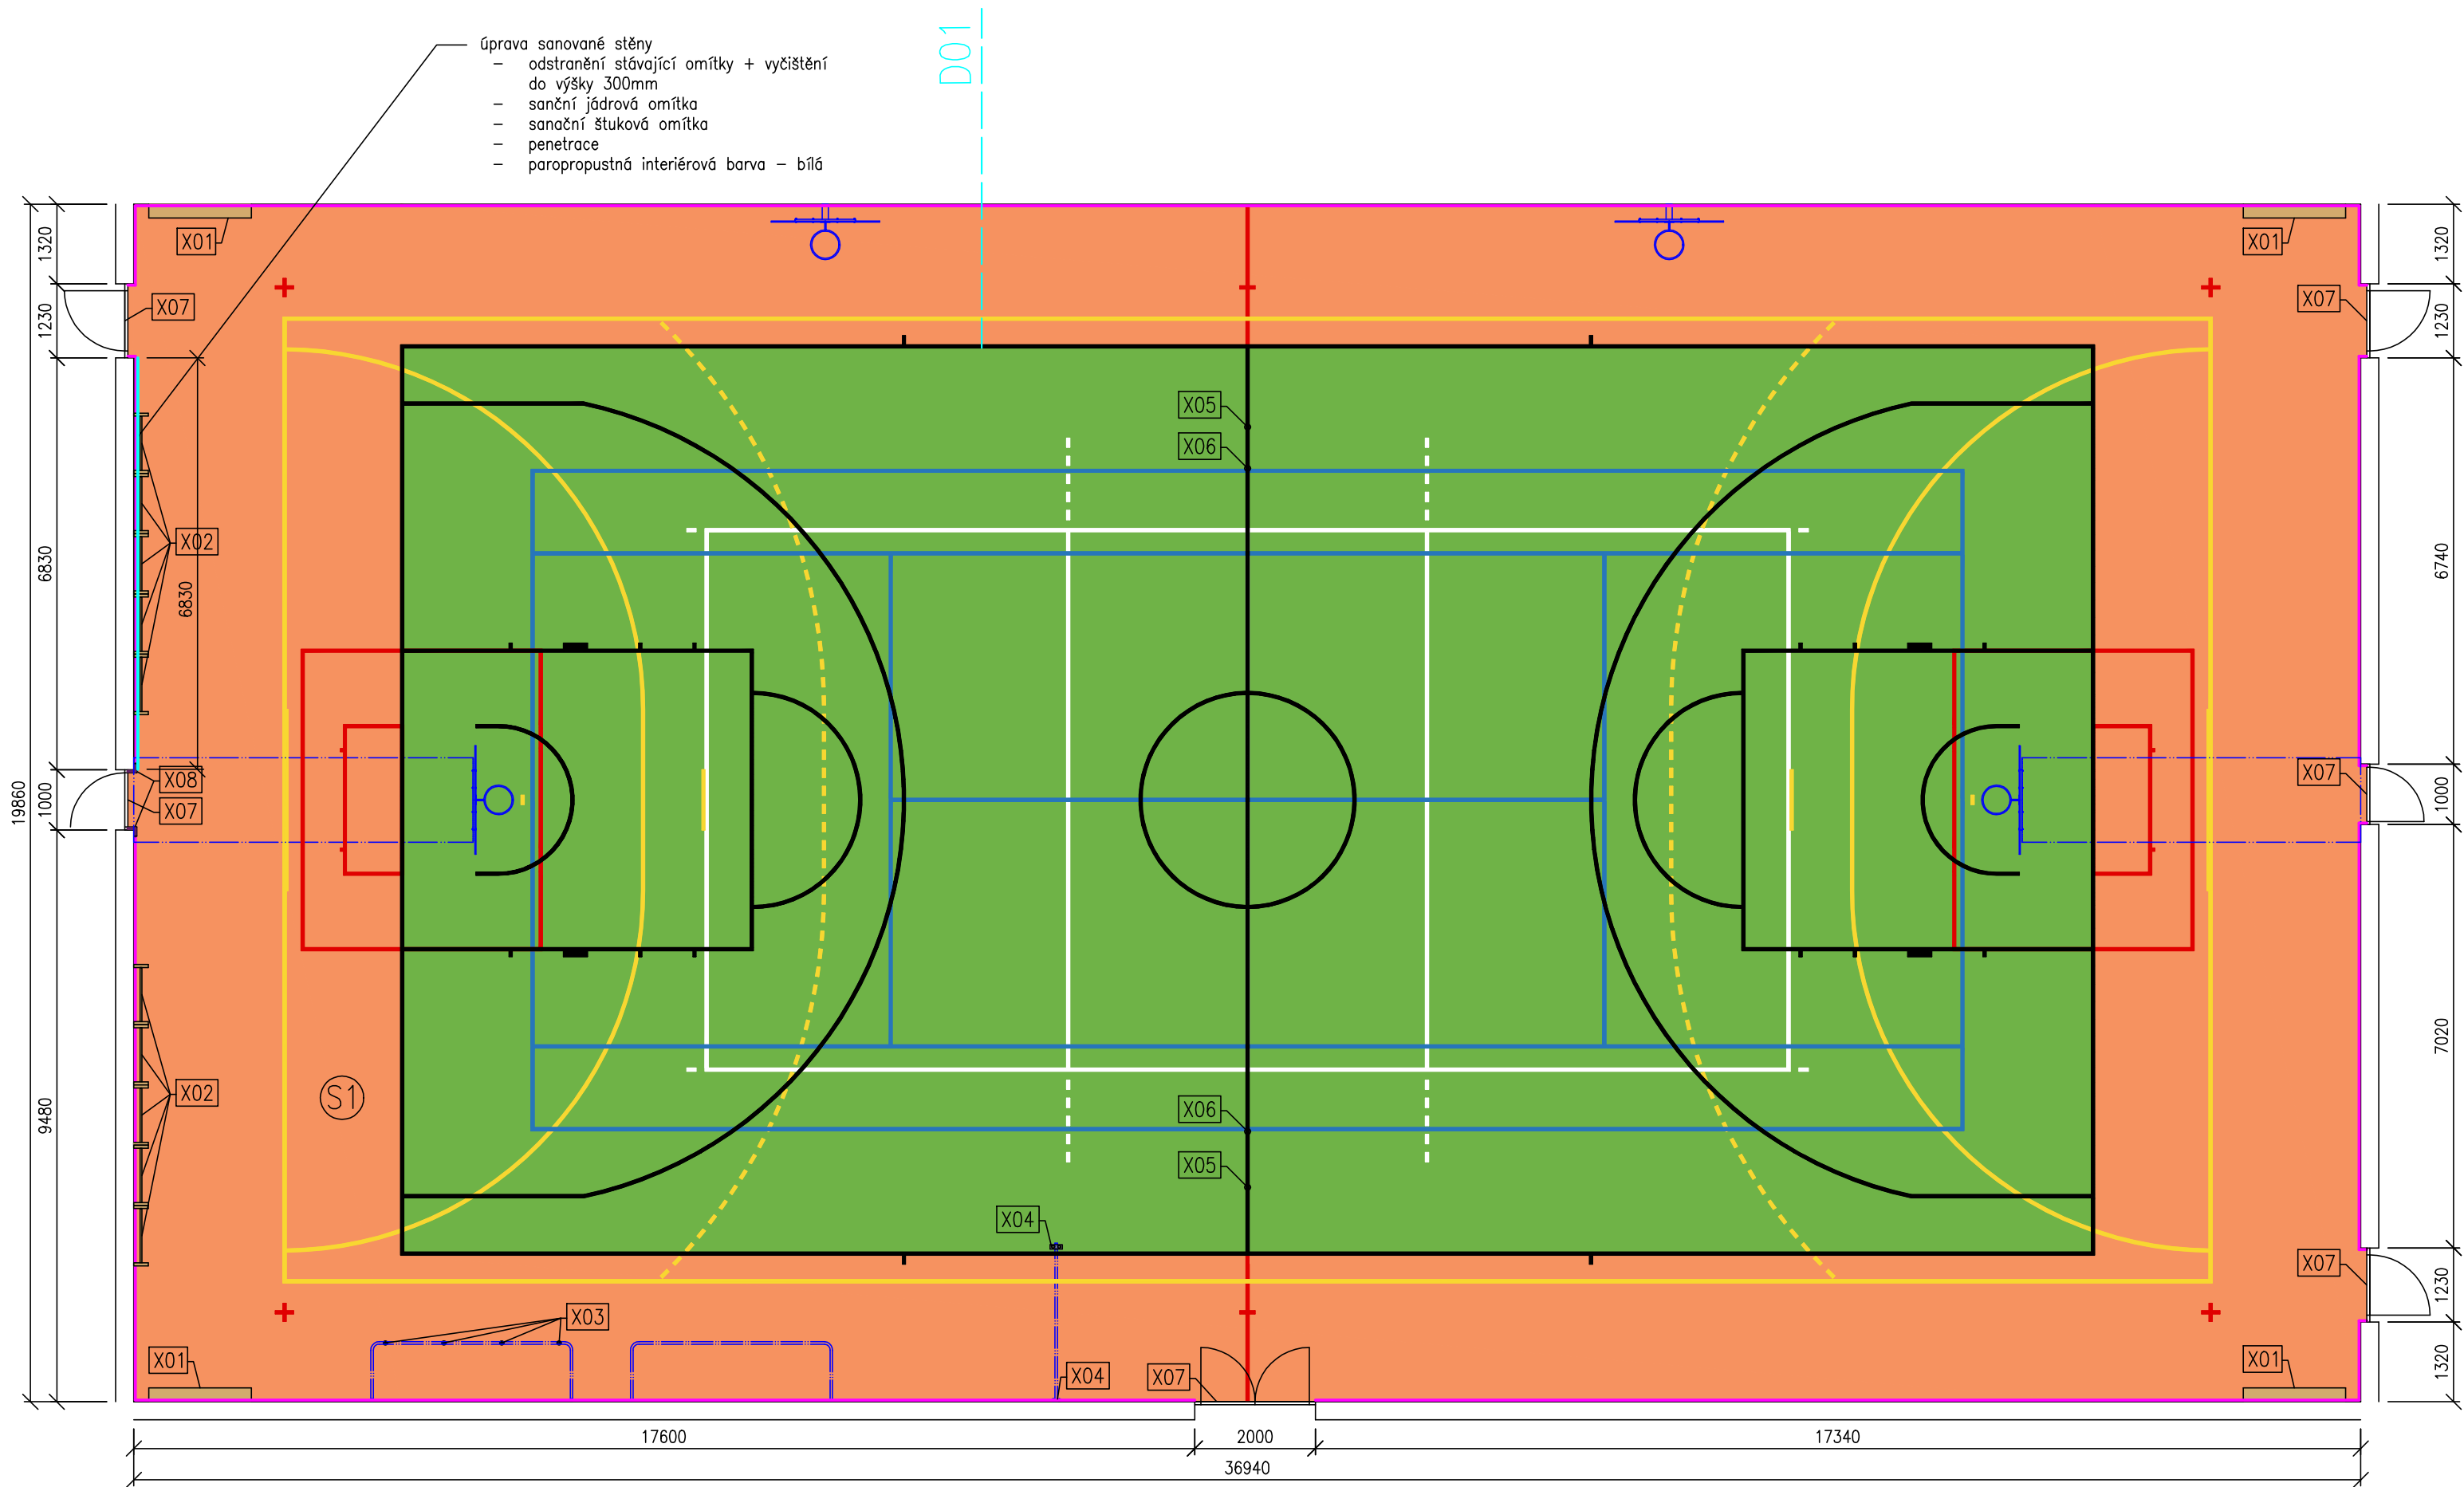 úprava sanované stěny
– odstranění stávající omítky + vyčištění
do výšky 300mm
– sanční jádrová omítka
– sanační štuková omítka
– penetrace
– paropropustná interiérová barva – bílá
D01
X01
X01
1320
1320
X07
X07
1230
1230
X05
X06
X02
6830
6830
6740
X08
X07
X07
19860
1000
1000
7020
X02
S1
X06
9480
X05
X04
X07
1230
X03
X01
X04
X07
X01
1320
17600
2000
17340
36940